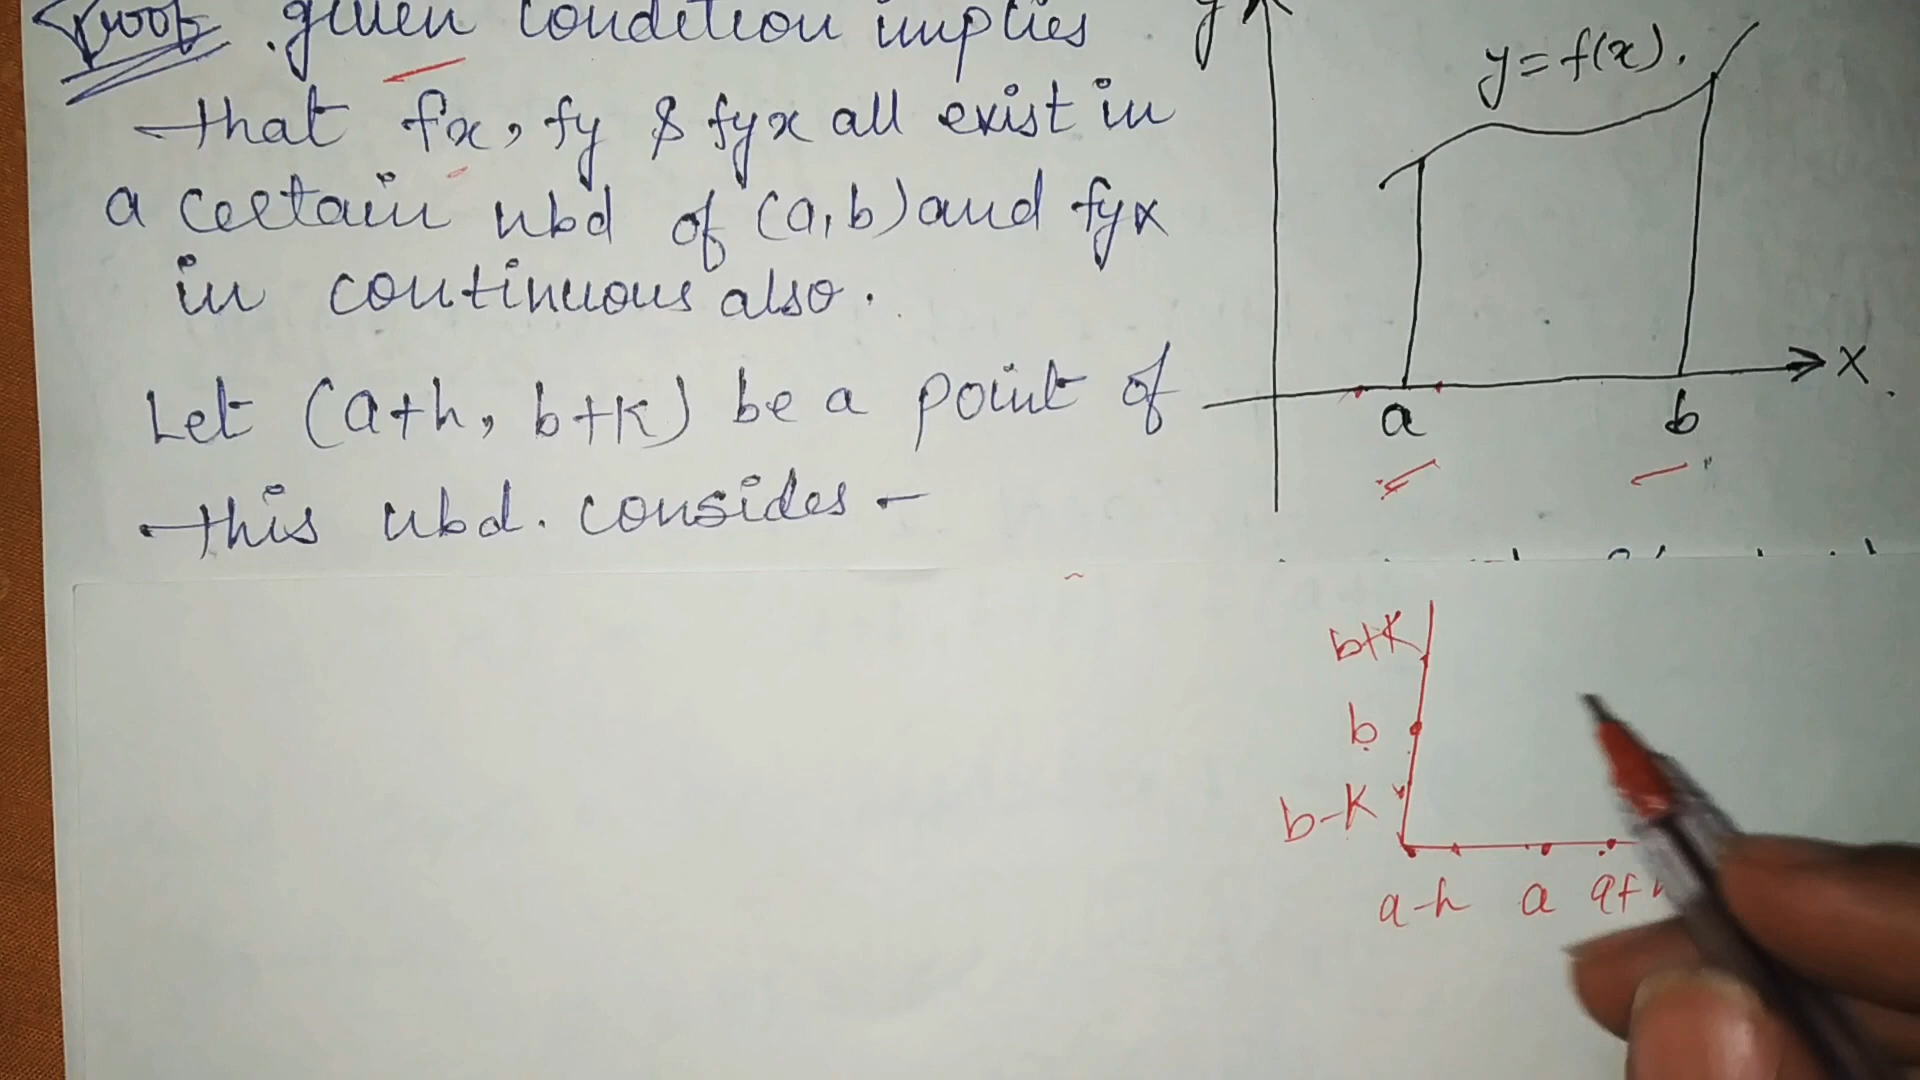 Proof given condition implies
that fx, fy & fyx all exist in
a certain nbd of (a, b) and fyx
in continuous also.
Let (a+h, b+K) be a point of
this nbd. consides -
y
y = f(x).
X
a
b
b+K
b
b-K
a-h a a+h